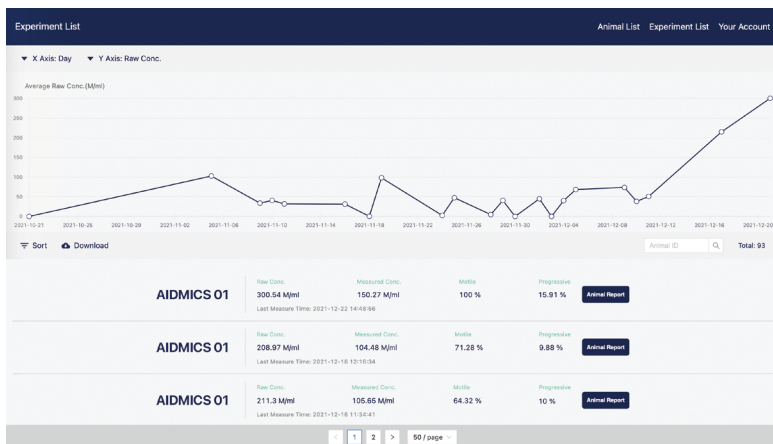 Experiment List
Animal List Experiment List Your Account
X Axis: Day Y Axis: Raw Conc.
Average Raw Conc.(M/ml)
300
250
200
150
100
50
0
2021-10-21 2021-10-25 2021-10-29 2021-11-02 2021-11-06 2021-11-10 2021-11-14 2021-11-18 2021-11-22 2021-11-26 2021-11-30 2021-12-04 2021-12-08 2021-12-12 2021-12-16 2021-12-20
Sort Download Animal ID Total: 93
Raw Conc. Measured Conc. Motile Progressive
AIDMICS 01 300.54 M/ml 150.27 M/ml 100 % 15.91 % Animal Report
Last Measure Time: 2021-12-22 14:46:56
Raw Conc. Measured Conc. Motile Progressive
AIDMICS 01 208.97 M/ml 104.48 M/ml 71.28 % 9.88 % Animal Report
Last Measure Time: 2021-12-16 12:15:34
Raw Conc. Measured Conc. Motile Progressive
AIDMICS 01 211.3 M/ml 105.65 M/ml 64.32 % 10 % Animal Report
Last Measure Time: 2021-12-16 11:34:41
< 1 2 > 50 / page